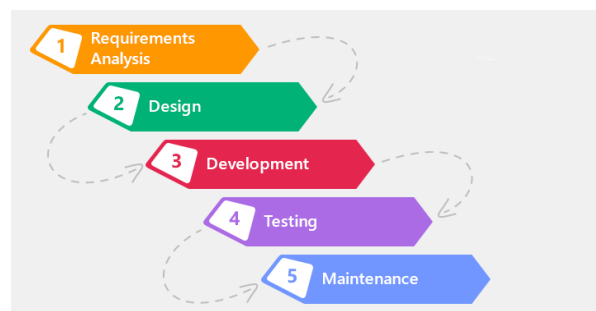 1
Requirements
Analysis
2
Design
3
Development
4
Testing
5
Maintenance